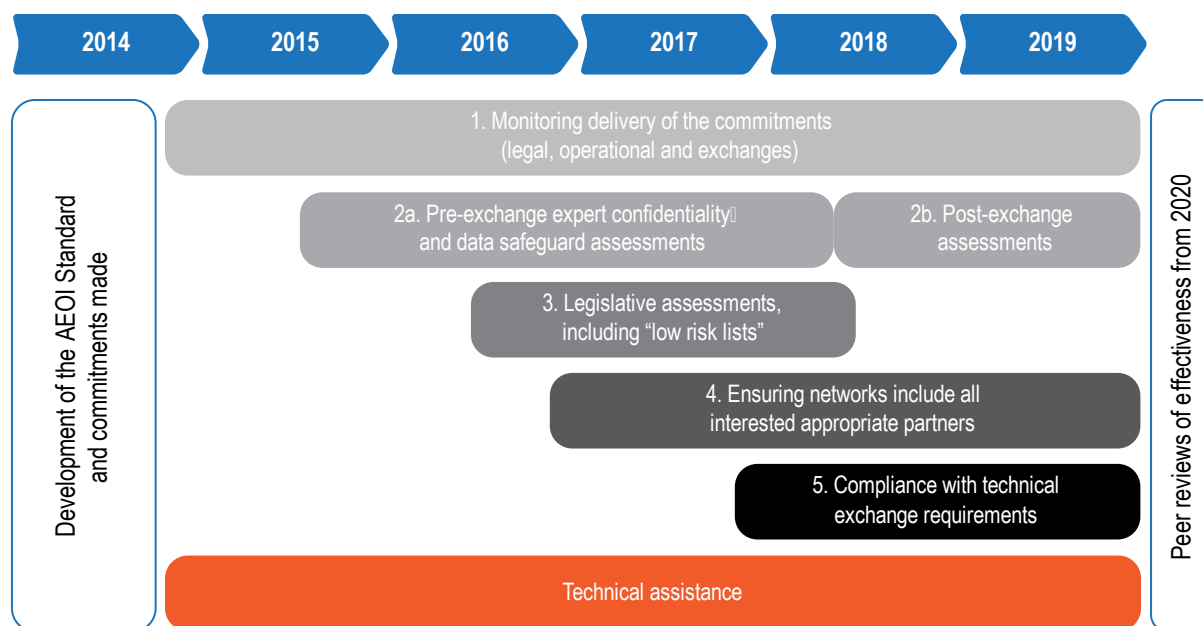 2014
2015
2016
2017
2018
2019
Development of the AEOI Standard
and commitments made
1. Monitoring delivery of the commitments
(legal, operational and exchanges)
2a. Pre-exchange expert confidentiality
and data safeguard assessments
2b. Post-exchange
assessments
3. Legislative assessments,
including “low risk lists”
4. Ensuring networks include all
interested appropriate partners
5. Compliance with technical
exchange requirements
Technical assistance
Peer reviews of effectiveness from 2020